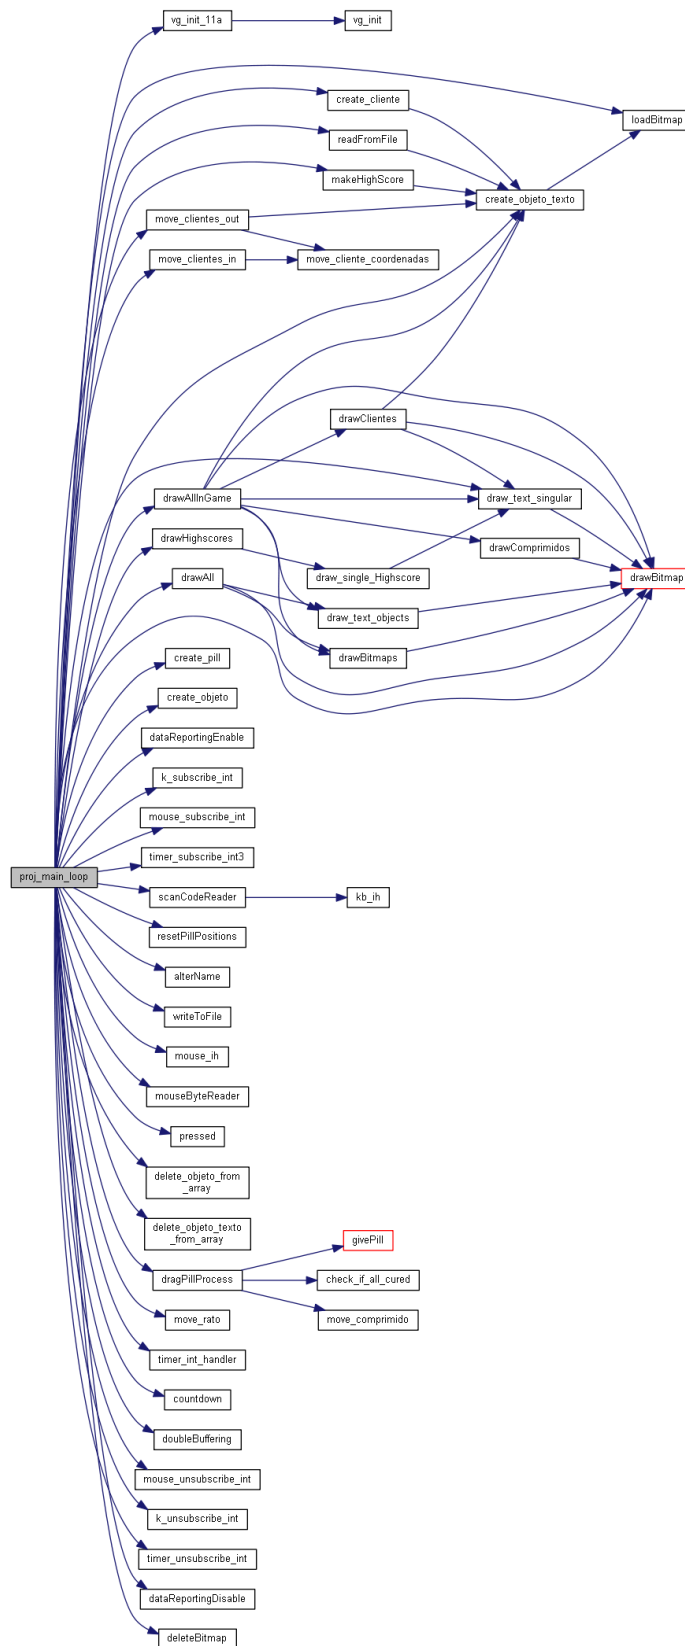 vg_init_11a
vg_init
create_cliente
loadBitmap
readFromFile
makeHighScore
create_objeto_texto
move_clientes_out
move_clientes_in
move_cliente_coordenadas
drawClientes
drawAllInGame
draw_text_singular
drawHighscores
drawComprimidos
drawAll
draw_single_Highscore
drawBitmap
draw_text_objects
drawBitmaps
create_pill
create_objeto
dataReportingEnable
k_subscribe_int
mouse_subscribe_int
timer_subscribe_int3
proj_main_loop
scanCodeReader
kb_ih
resetPillPositions
alterName
writeToFile
mouse_ih
mouseByteReader
pressed
delete_objeto_from
_array
delete_objeto_texto
_from_array
givePill
dragPillProcess
check_if_all_cured
move_rato
move_comprimido
timer_int_handler
countdown
doubleBuffering
mouse_unsubscribe_int
k_unsubscribe_int
timer_unsubscribe_int
dataReportingDisable
deleteBitmap